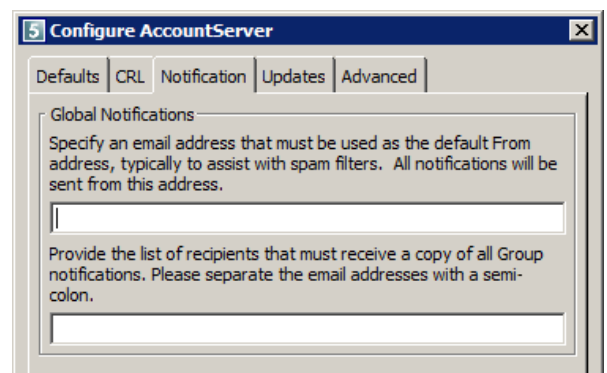 5 Configure AccountServer
Defaults CRL Notification Updates Advanced
Global Notifications
Specify an email address that must be used as the default From
address, typically to assist with spam filters.  All notifications will be
sent from this address.
Provide the list of recipients that must receive a copy of all Group
notifications. Please separate the email addresses with a semi-
colon.